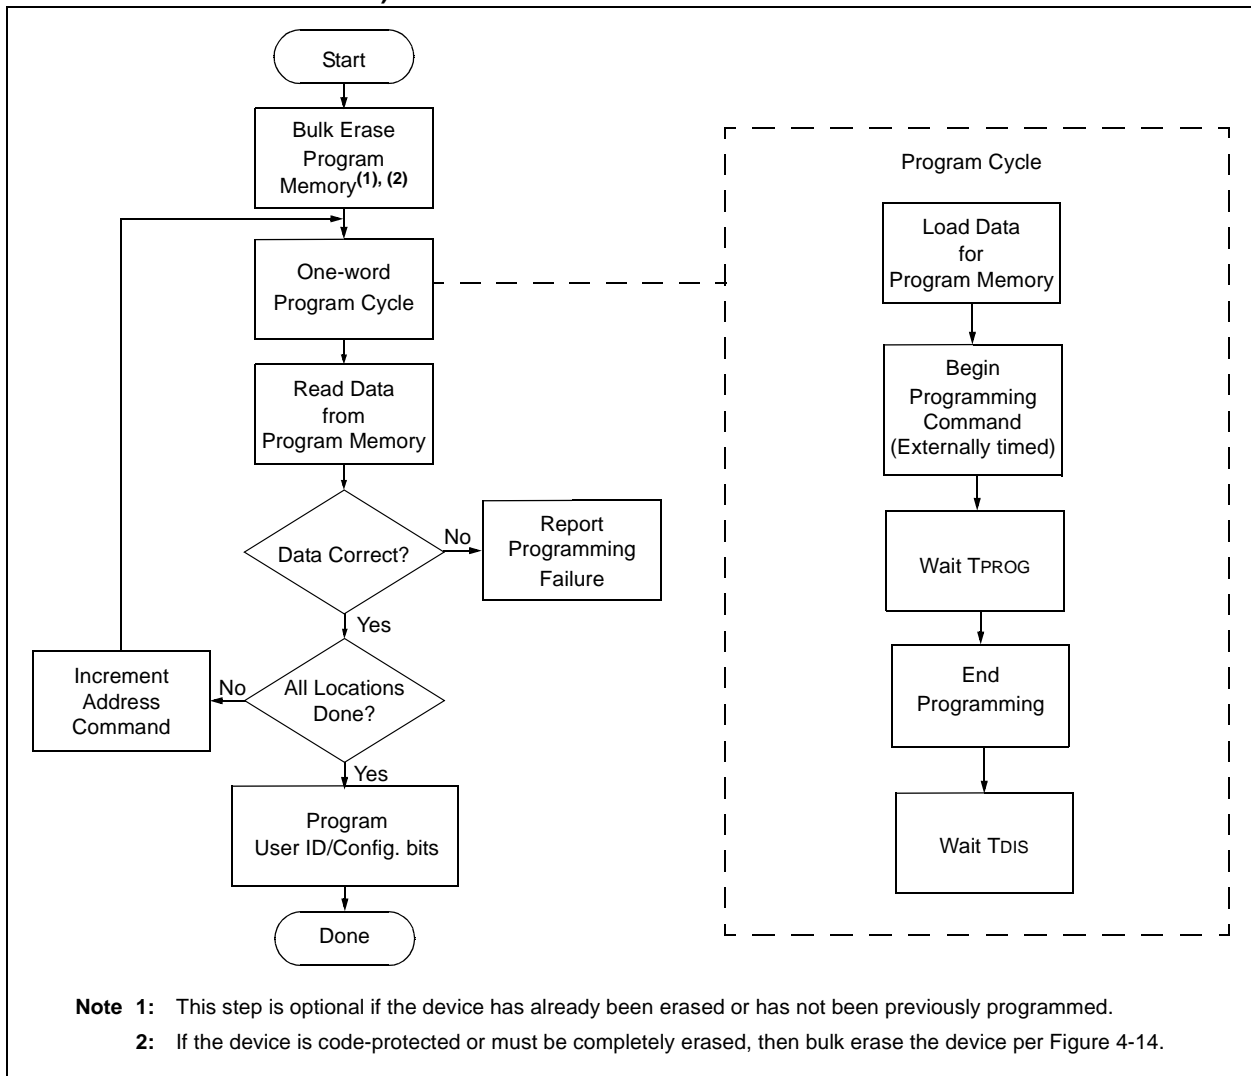 Start
Bulk Erase
Program
Memory(1), (2)
One-word
Program Cycle
Read Data
from
Program Memory
Data Correct?
No
Report
Programming
Failure
Yes
All Locations
Done?
No
Increment
Address
Command
Yes
Program
User ID/Config. bits
Done
Program Cycle
Load Data
for
Program Memory
Begin
Programming
Command
(Externally timed)
Wait TPROG
End
Programming
Wait TDIS
Note 1: This step is optional if the device has already been erased or has not been previously programmed.
2: If the device is code-protected or must be completely erased, then bulk erase the device per Figure 4-14.